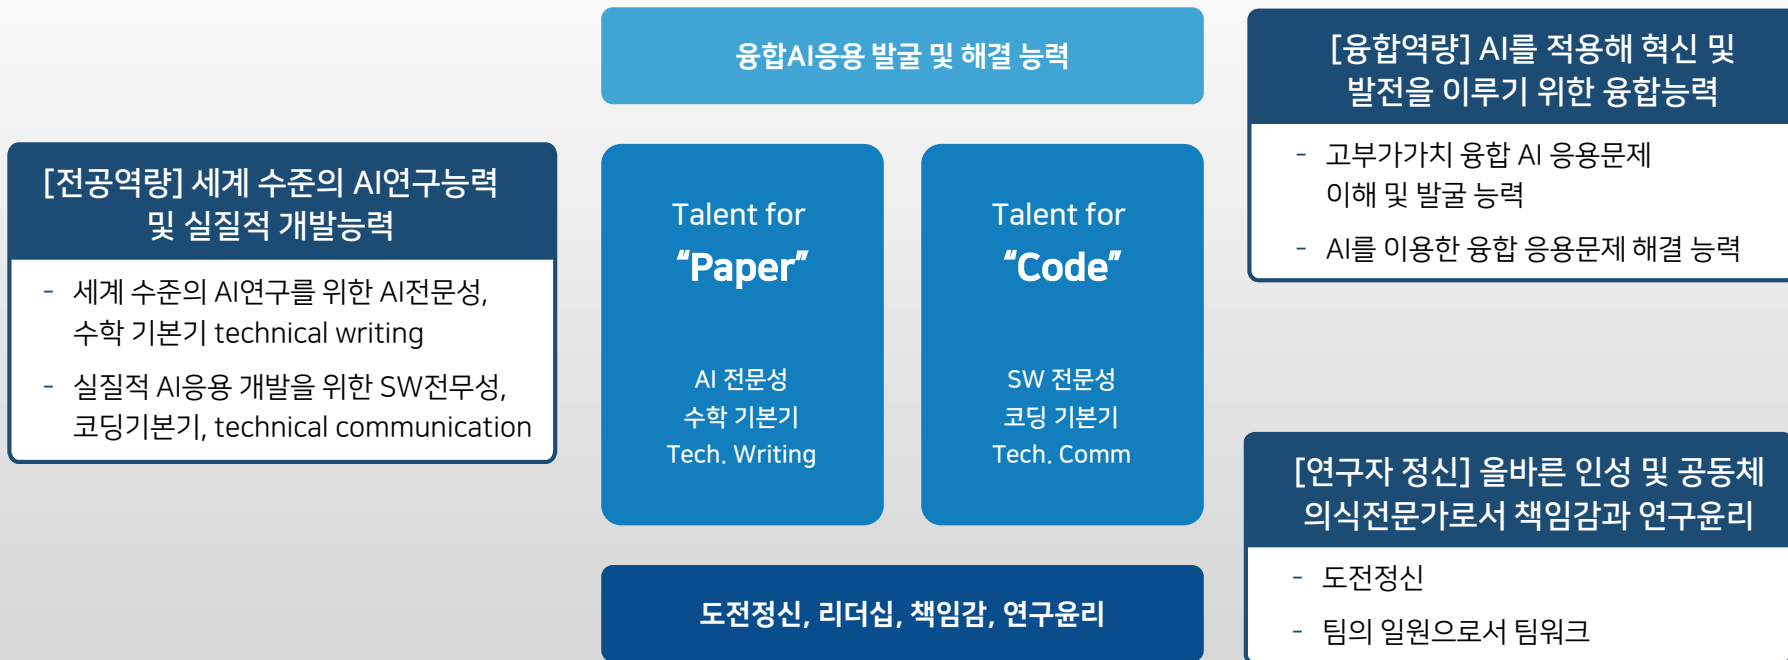 [전공역량] 세계 수준의 AI연구능력
및 실질적 개발능력
- 세계 수준의 AI연구를 위한 AI전문성,
수학 기본기 technical writing
- 실질적 AI응용 개발을 위한 SW전무성,
코딩기본기, technical communication
융합AI응용 발굴 및 해결 능력
Talent for
“Paper”
AI 전문성
수학 기본기
Tech. Writing
Talent for
“Code”
SW 전문성
코딩 기본기
Tech. Comm
도전정신, 리더십, 책임감, 연구윤리
[융합역량] AI를 적용해 혁신 및
발전을 이루기 위한 융합능력
- 고부가가치 융합 AI 응용문제
이해 및 발굴 능력
- AI를 이용한 융합 응용문제 해결 능력
[연구자 정신] 올바른 인성 및 공동체
의식전문가로서 책임감과 연구윤리
- 도전정신
- 팀의 일원으로서 팀워크